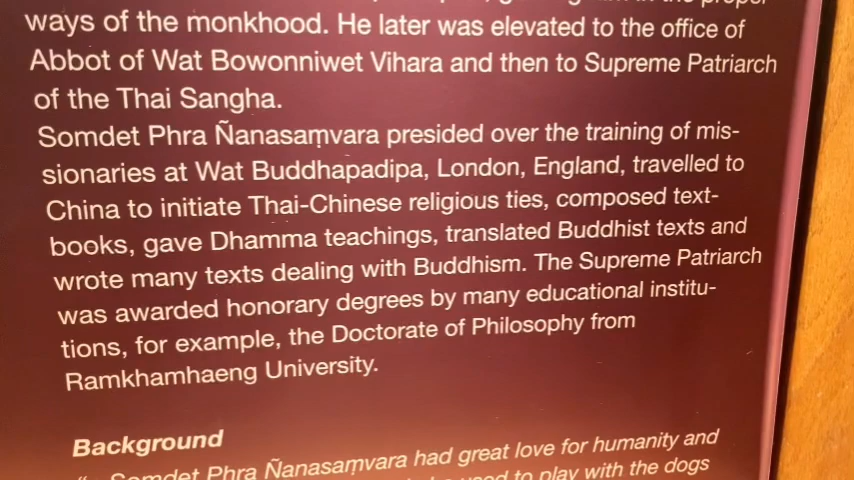 in the proper
ways of the monkhood. He later was elevated to the office of
Abbot of Wat Bowonniwet Vihara and then to Supreme Patriarch
of the Thai Sangha.
Somdet Phra Ñanasaṃvara presided over the training of mis-
sionaries at Wat Buddhapadipa, London, England, travelled to
China to initiate Thai-Chinese religious ties, composed text-
books, gave Dhamma teachings, translated Buddhist texts and
wrote many texts dealing with Buddhism. The Supreme Patriarch
was awarded honorary degrees by many educational institu-
tions, for example, the Doctorate of Philosophy from
Ramkhamhaeng University.
Background
Somdet Phra Ñanasaṃvara had great love for humanity and
used to play with the dogs